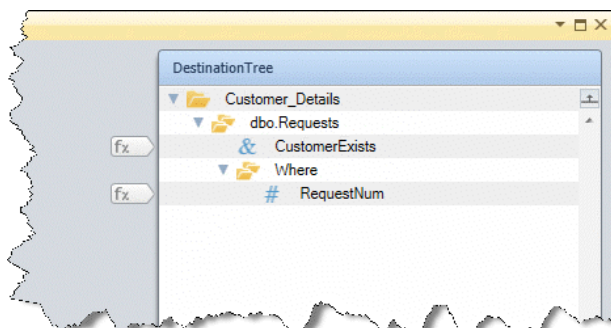 DestinationTree
Customer_Details
dbo.Requests
fx & CustomerExists
Where
fx # RequestNum